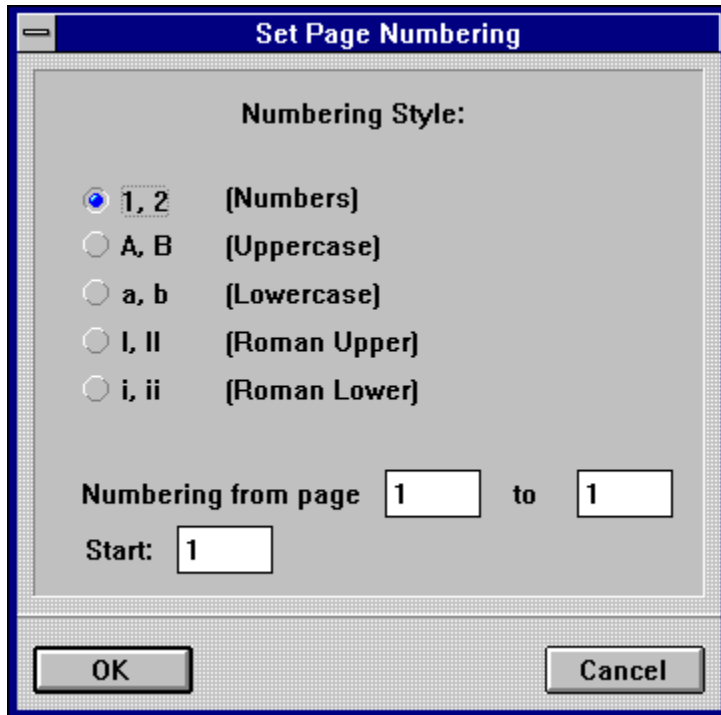 Set Page Numbering
Numbering Style:
1, 2 (Numbers)
A, B (Uppercase)
a, b (Lowercase)
I, II (Roman Upper)
i, ii (Roman Lower)
Numbering from page 1 to 1
Start: 1
OK Cancel